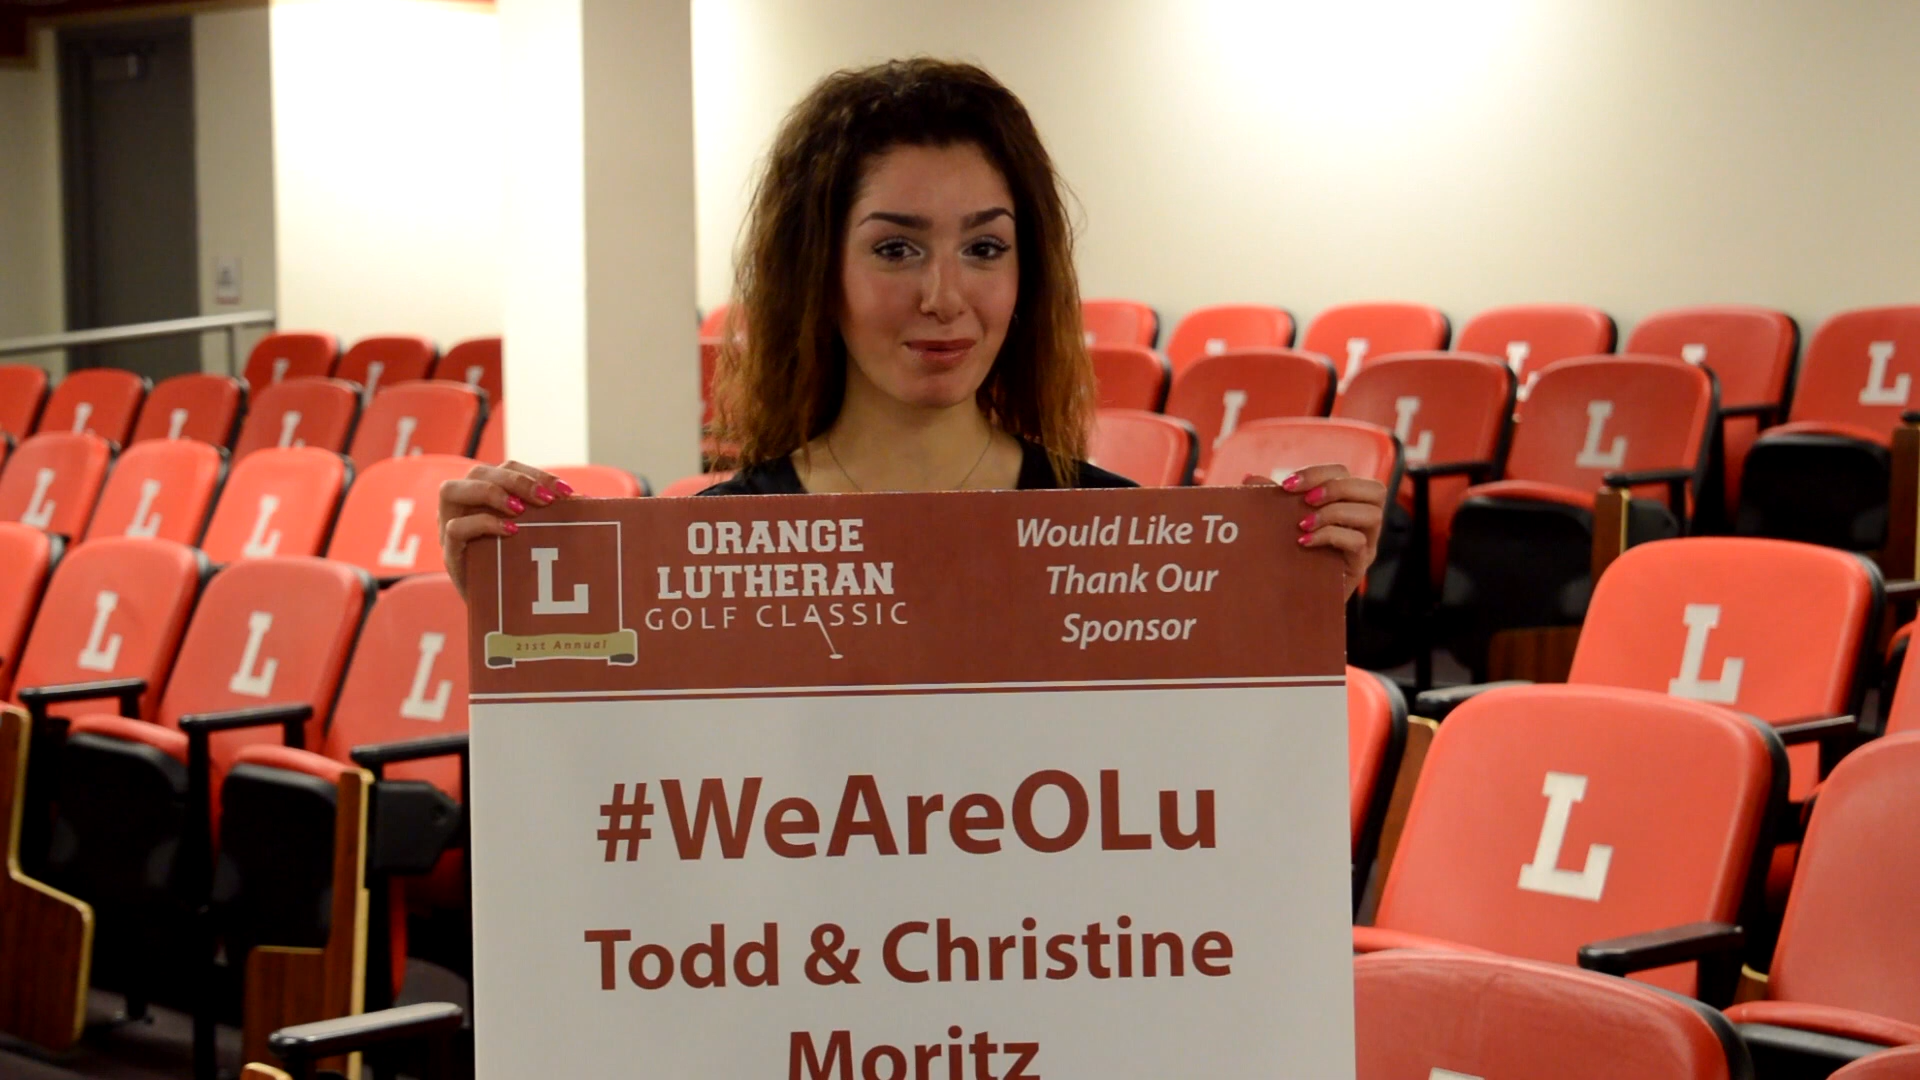 L
21st Annual
ORANGE
LUTHERAN
GOLF CLASSIC
Would Like To
Thank Our
Sponsor
#WeAreOLu
Todd & Christine
Moritz